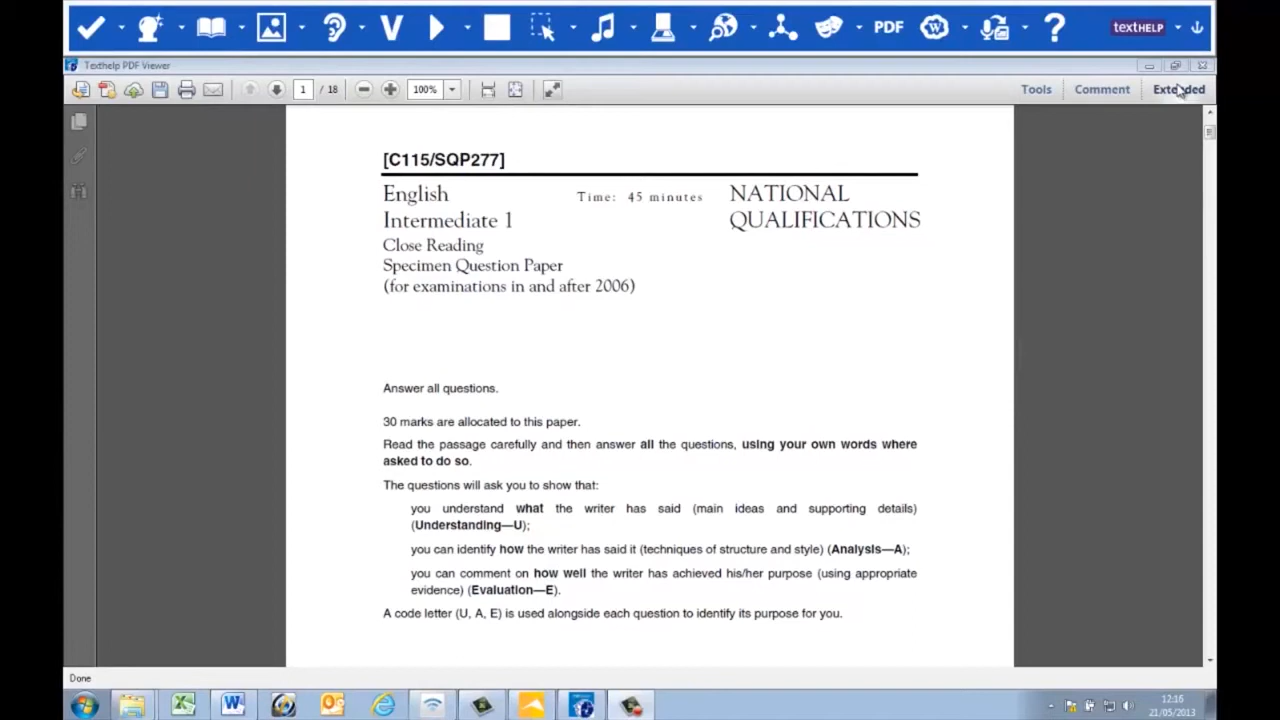 V
PDF
W
?
texthelp
Texthelp PDF Viewer
1 / 18
100%
Tools
Comment
Extended
[C115/SQP277]
English
Time: 45 minutes
NATIONAL
Intermediate 1
QUALIFICATIONS
Close Reading
Specimen Question Paper
(for examinations in and after 2006)
Answer all questions.
30 marks are allocated to this paper.
Read the passage carefully and then answer all the questions, using your own words where
asked to do so.
The questions will ask you to show that:
you understand what the writer has said (main ideas and supporting details)
(Understanding—U);
you can identify how the writer has said it (techniques of structure and style) (Analysis—A);
you can comment on how well the writer has achieved his/her purpose (using appropriate
evidence) (Evaluation—E).
A code letter (U, A, E) is used alongside each question to identify its purpose for you.
Done
12:16
21/05/2013